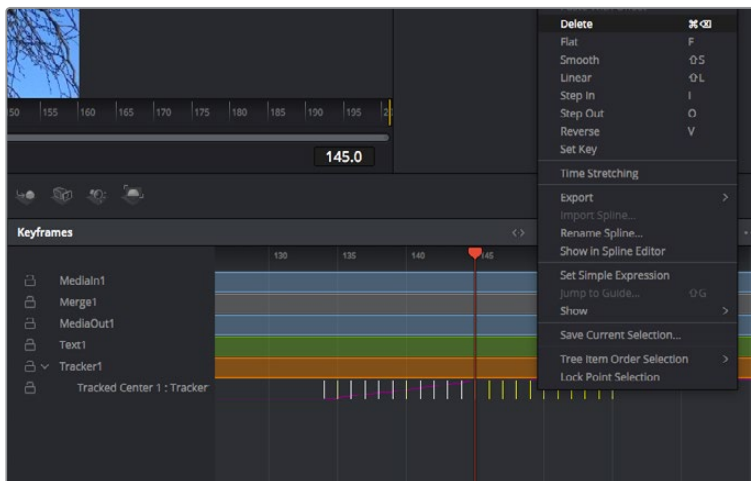 Delete ⌘⌫
Flat F
Smooth ⇧S
Linear ⇧L
Step In I
Step Out O
Reverse V
Set Key
Time Stretching
Export >
Import Spline...
Rename Spline...
Show in Spline Editor
Set Simple Expression
Jump to Guide... ⇧G
Show >
Save Current Selection...
Tree Item Order Selection >
Lock Point Selection
50 155 160 165 170 175 180 185 190 195
145.0
Keyframes
130 135 140 145
MediaIn1
Merge1
MediaOut1
Text1
Tracker1
Tracked Center 1 : Tracker